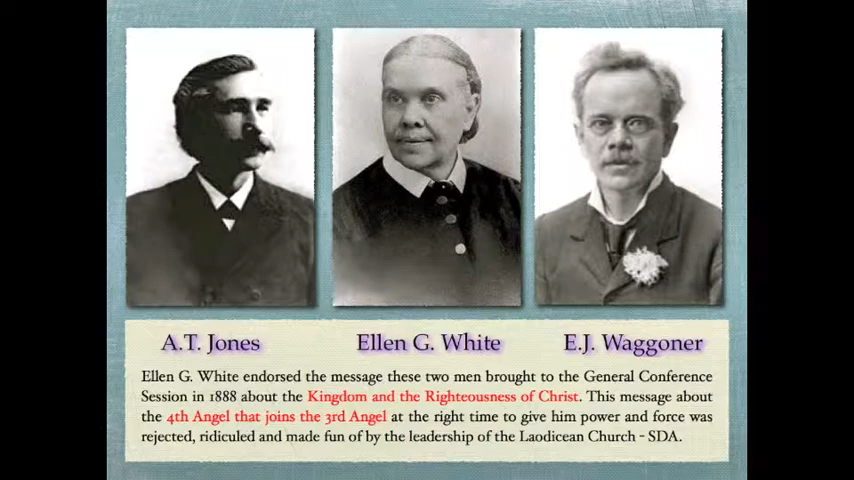 A.T. Jones Ellen G. White E.J. Waggoner
Ellen G. White endorsed the message these two men brought to the General Conference
Session in 1888 about the Kingdom and the Righteousness of Christ. This message about
the 4th Angel that joins the 3rd Angel at the right time to give him power and force was
rejected, ridiculed and made fun of by the leadership of the Laodicean Church - SDA.